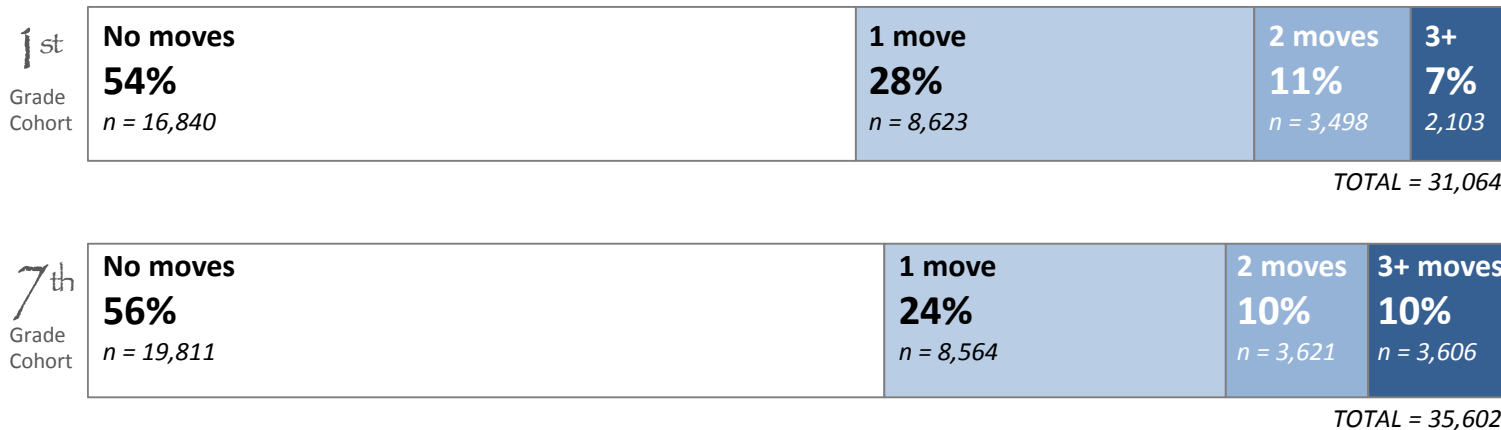 1st
Grade
Cohort
No moves
54%
n = 16,840
1 move
28%
n = 8,623
2 moves
11%
n = 3,498
3+
7%
2,103
TOTAL = 31,064
7th
Grade
Cohort
No moves
56%
n = 19,811
1 move
24%
n = 8,564
2 moves
10%
n = 3,621
3+ moves
10%
n = 3,606
TOTAL = 35,602